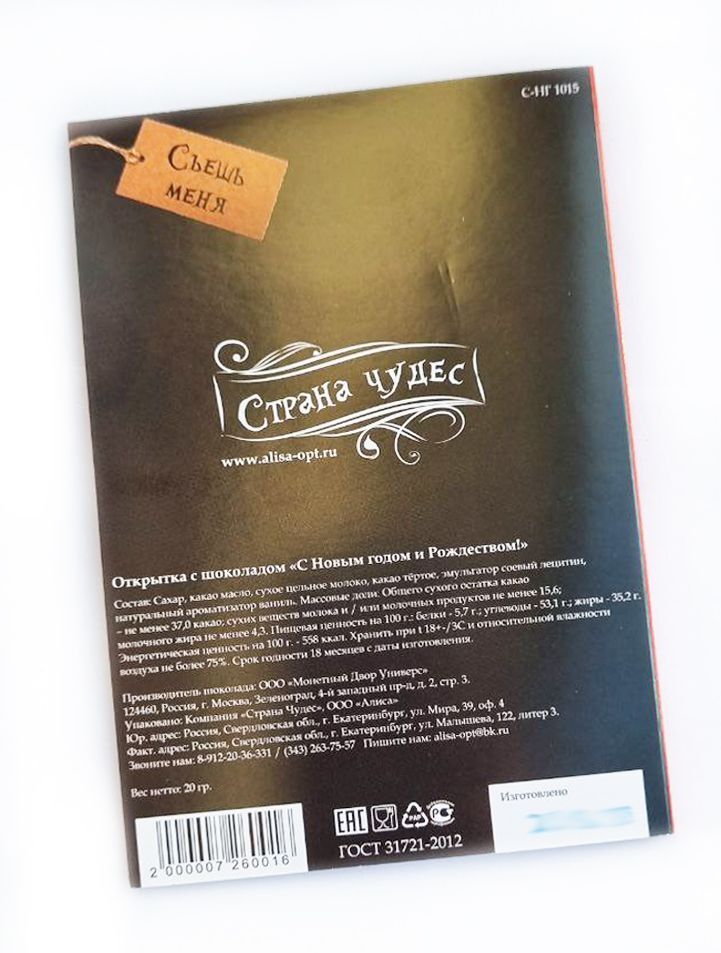 С-НГ 1015
Съешь
меня
Страна чудес
www.alisa-opt.ru
Открытка с шоколадом «С Новым годом и Рождеством!»
Состав: Сахар, какао масло, сухое цельное молоко, какао тёртое, эмульгатор соевый лецитин,
натуральный ароматизатор ваниль. Массовые доли: Общего сухого остатка какао
– не менее 37,0 какао; сухих веществ молока и / или молочных продуктов не менее 15,6;
молочного жира не менее 4,3. Пищевая ценность на 100 г.: белки - 5,7 г.; углеводы - 53,1 г.; жиры - 35,2 г.
Энергетическая ценность на 100 г. - 558 ккал. Хранить при t 18+-/3С и относительной влажности
воздуха не более 75%. Срок годности 18 месяцев с даты изготовления.
Производитель шоколада: ООО «Монетный Двор Универс»
124460, Россия, г. Москва, Зеленоград, 4-й западный пр-д, д. 2, стр. 3.
Упаковано: Компания «Страна Чудес», ООО «Алиса»
Юр. адрес: Россия, Свердловская обл., г. Екатеринбург, ул. Мира, 39, оф. 4
Факт. адрес: Россия, Свердловская обл., г. Екатеринбург, ул. Малышева, 122, литер 3.
Звоните нам: 8-912-20-36-331 / (343) 263-75-57 Пишите нам: alisa-opt@bk.ru
Вес нетто: 20 гр.
Изготовлено
EAC PAP
ГОСТ 31721-2012
2 000007 260016